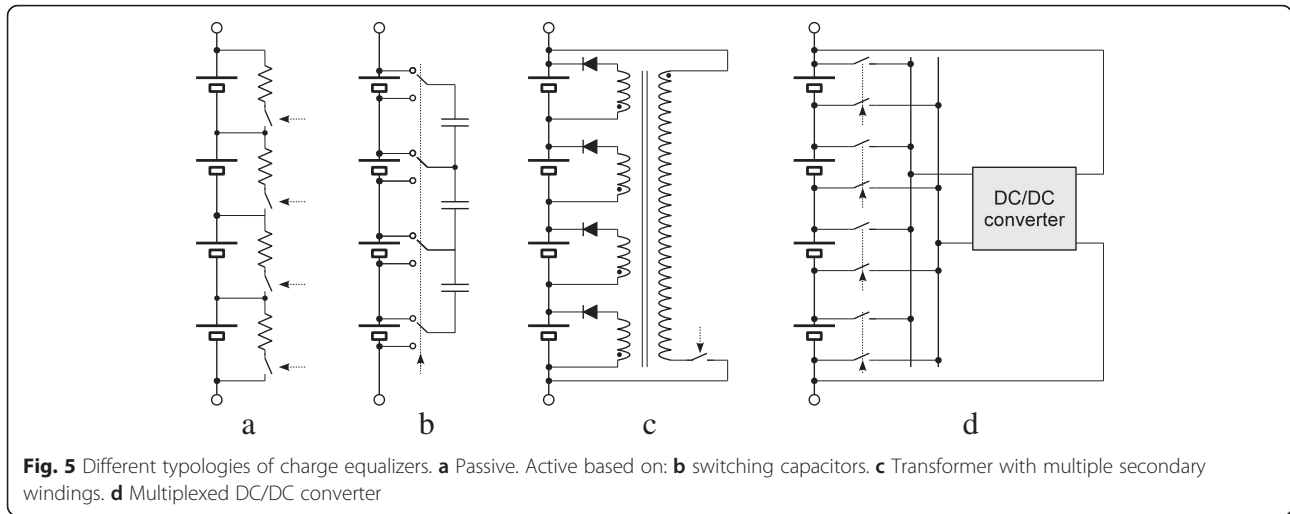 DC/DC
converter
a
b
c
d
Fig. 5 Different typologies of charge equalizers. a Passive. Active based on: b switching capacitors. c Transformer with multiple secondary
windings. d Multiplexed DC/DC converter